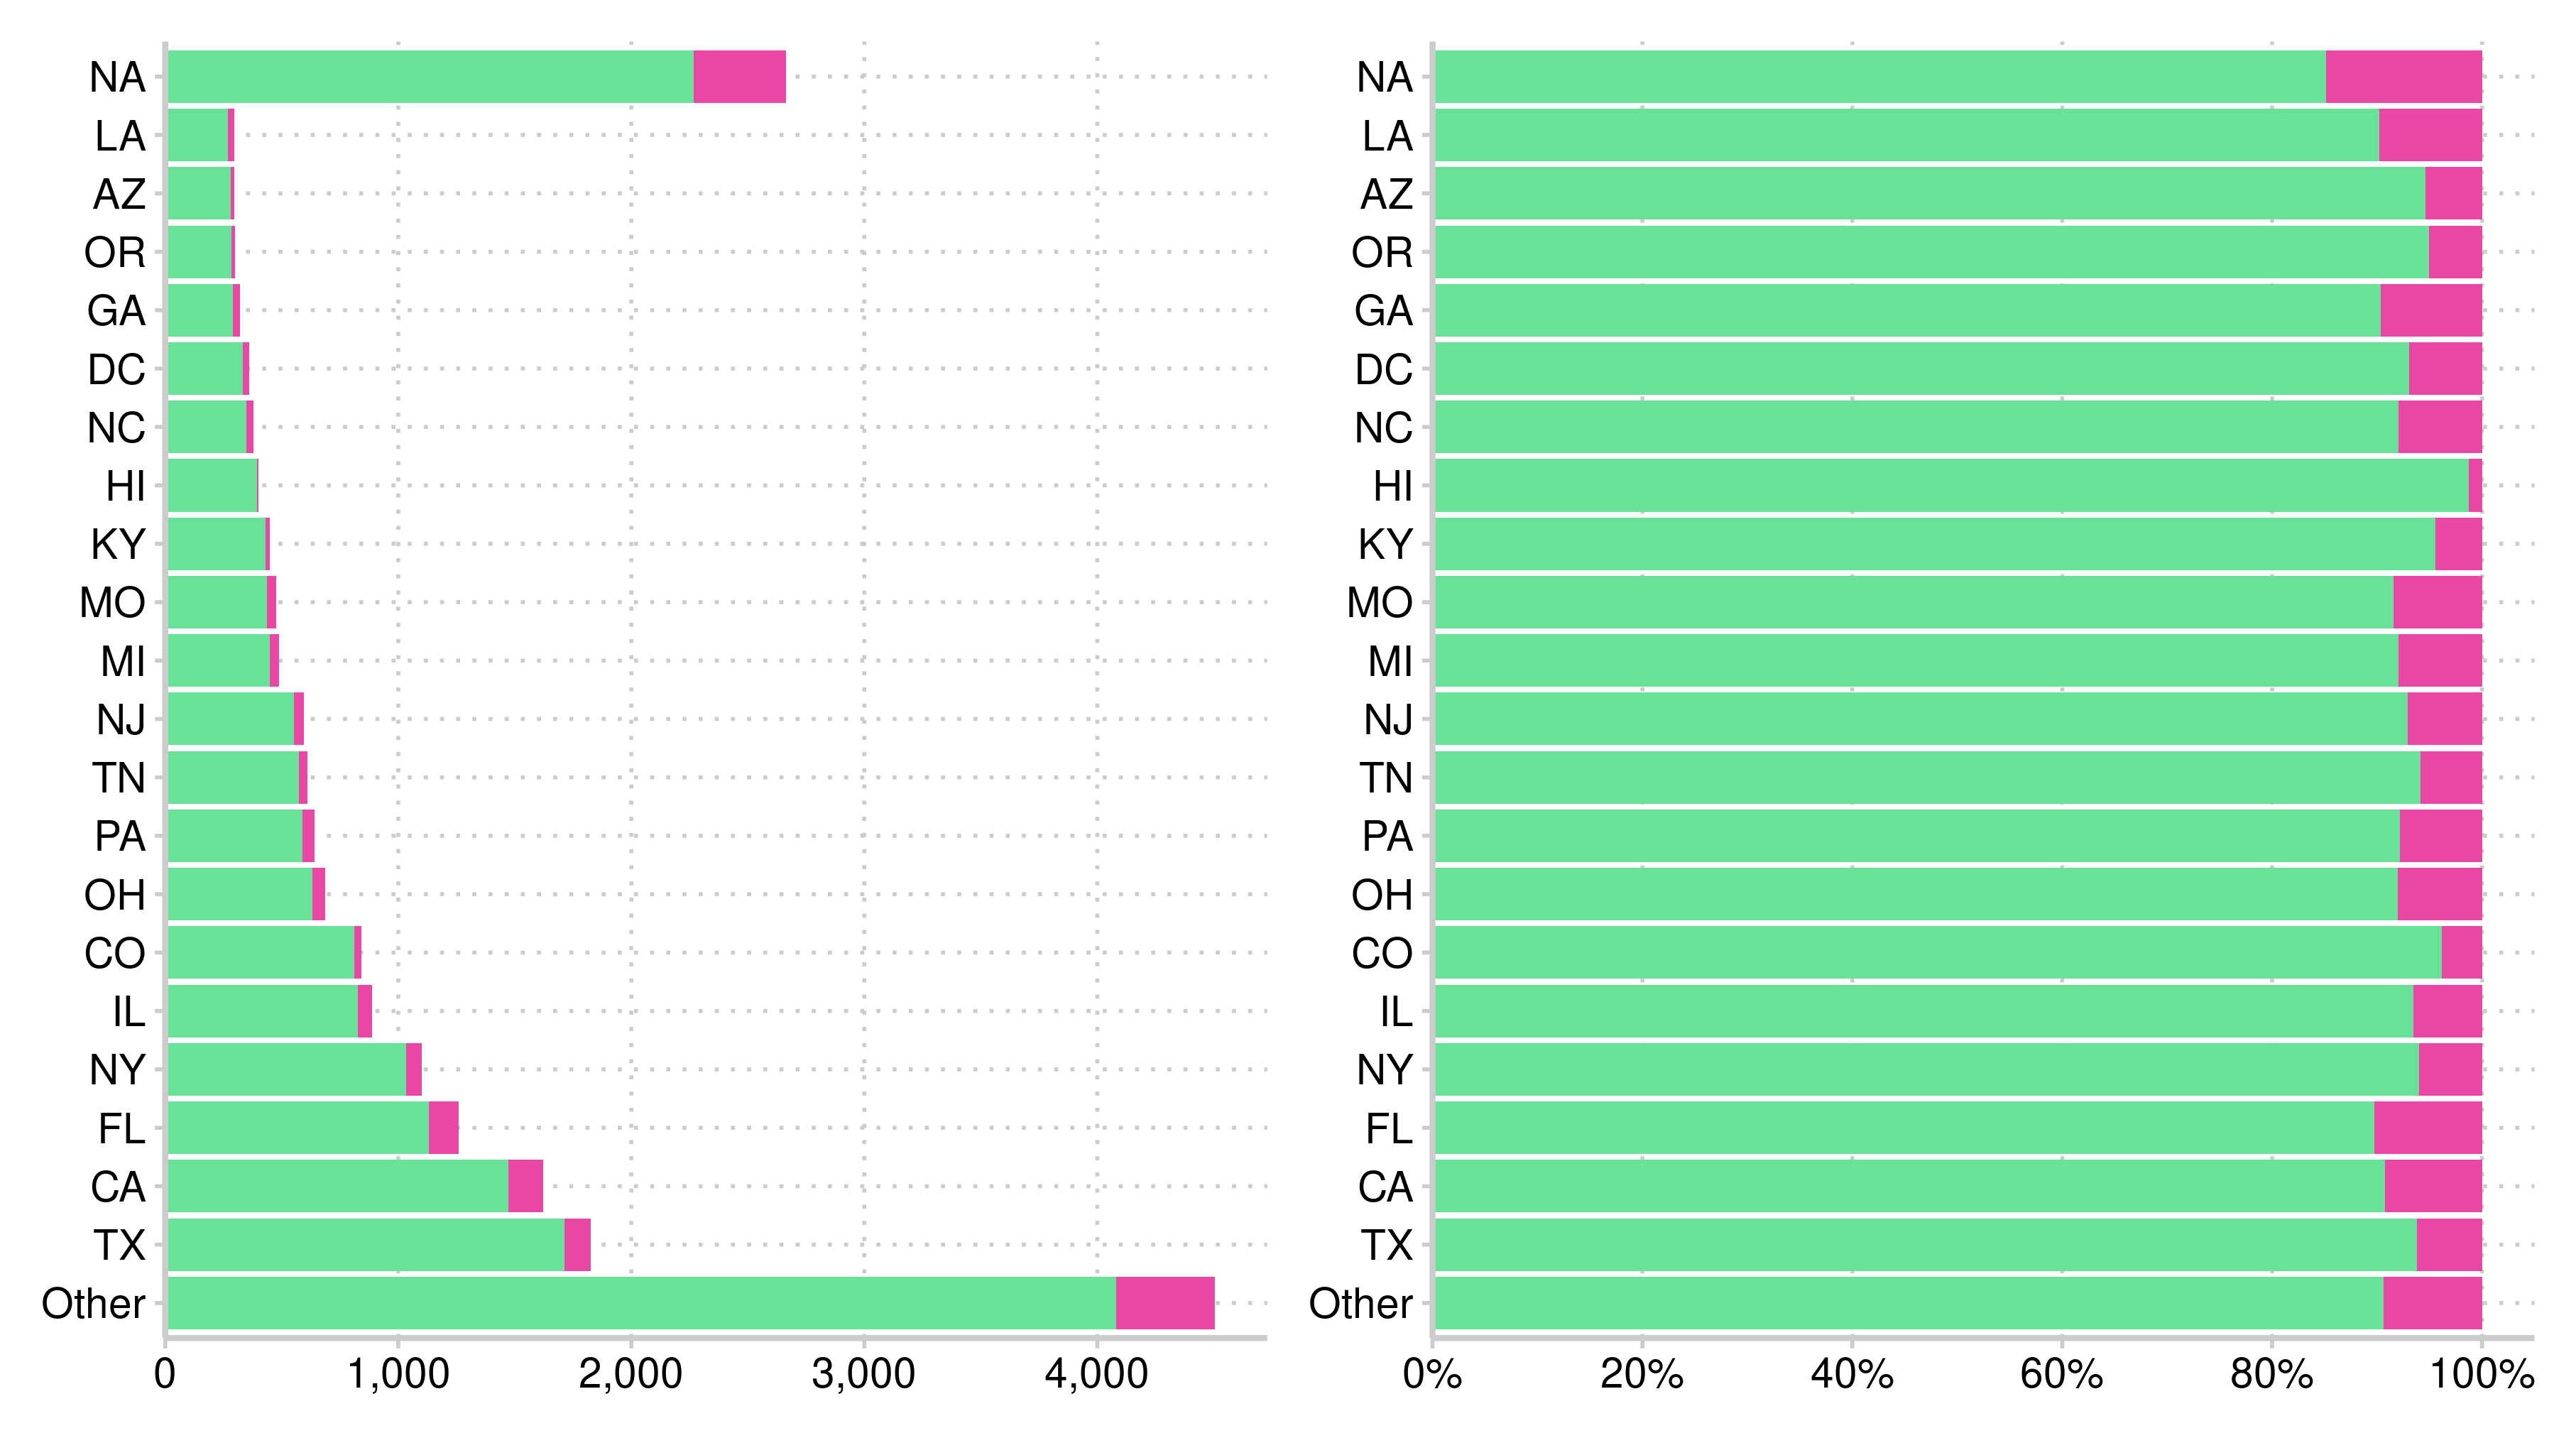 NA
LA
AZ
OR
GA
DC
NC
HI
KY
MO
MI
NJ
TN
PA
OH
CO
IL
NY
FL
CA
TX
Other
0 1,000 2,000 3,000 4,000
NA
LA
AZ
OR
GA
DC
NC
HI
KY
MO
MI
NJ
TN
PA
OH
CO
IL
NY
FL
CA
TX
Other
0% 20% 40% 60% 80% 100%